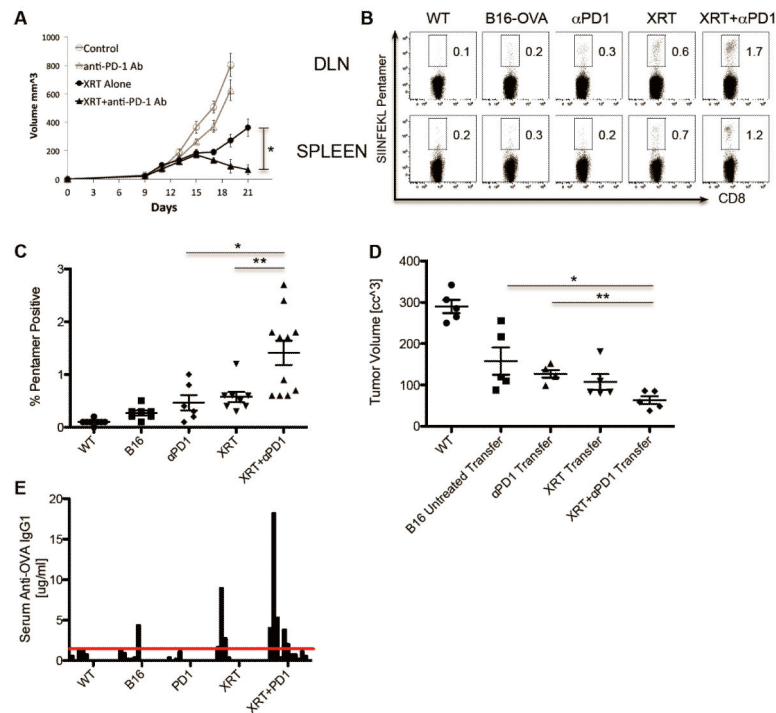 A
Control
anti-PD-1 Ab
XRT Alone
XRT+anti-PD-1 Ab
Volume mm^3
1000
800
600
400
200
0
0 3 6 9 11 13 15 17 19 21
Days
*
B
WT B16-OVA αPD1 XRT XRT+αPD1
DLN
0.1 0.2 0.3 0.6 1.7
SPLEEN
0.2 0.3 0.2 0.7 1.2
SIINFEKL Pentamer
CD8
C
*
**
% Pentamer Positive
3
2
1
0
WT
B16
αPD1
XRT
XRT+αPD1
D
*
**
Tumor Volume [cc^3]
400
300
200
100
0
WT
B16 Untreated Transfer
αPD1 Transfer
XRT Transfer
XRT+αPD1 Transfer
E
Serum Anti-OVA IgG1
[ug/ml]
20
15
10
5
0
WT
B16
PD1
XRT
XRT+PD1